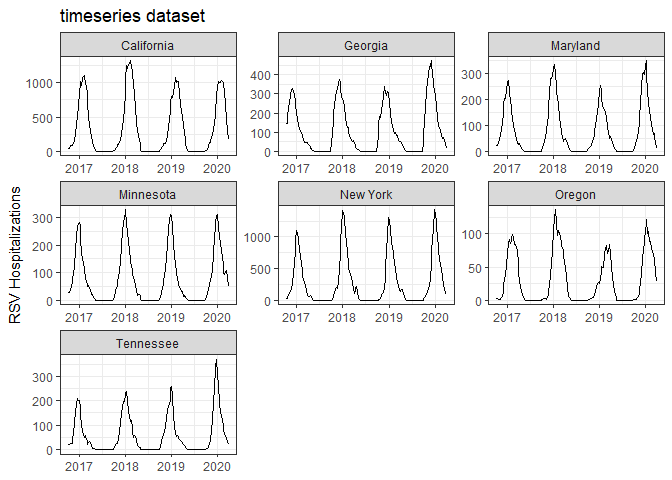 timeseries dataset
California Georgia Maryland
1000 500 0
400 300 200 100 0
300 200 100 0
2017 2018 2019 2020 2017 2018 2019 2020 2017 2018 2019 2020
Minnesota New York Oregon
300 200 100 0
1000 500 0
100 50 0
2017 2018 2019 2020 2017 2018 2019 2020 2017 2018 2019 2020
Tennessee
300 200 100 0
2017 2018 2019 2020
RSV Hospitalizations